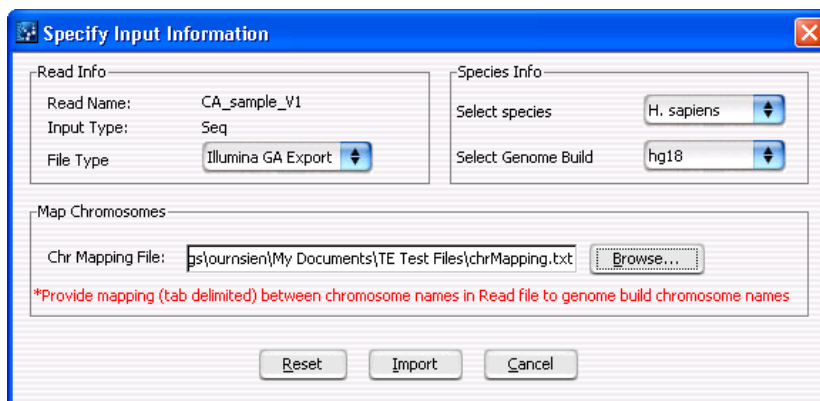 Specify Input Information
Read Info
Read Name: CA_sample_V1
Input Type: Seq
File Type Illumina GA Export
Species Info
Select species H. sapiens
Select Genome Build hg18
Map Chromosomes
Chr Mapping File: gs\ournsien\My Documents\TE Test Files\chrMapping.txt Browse...
*Provide mapping (tab delimited) between chromosome names in Read file to genome build chromosome names
Reset Import Cancel